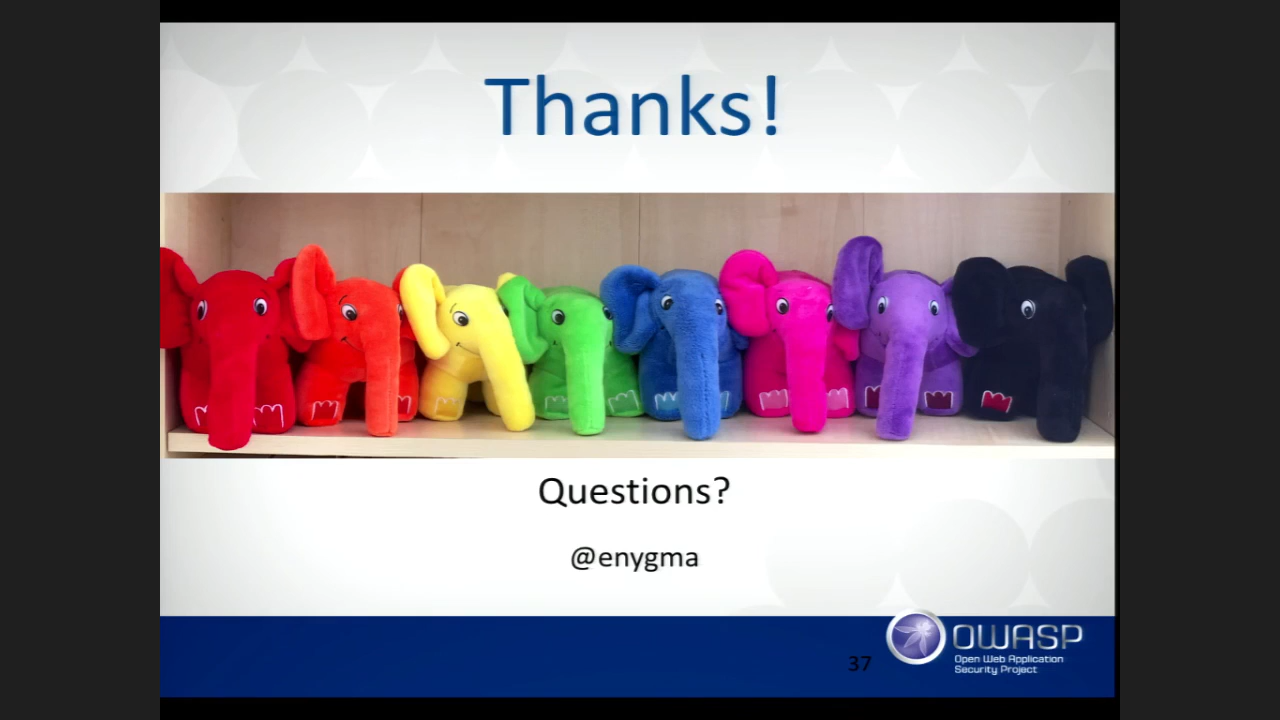 Thanks!
Questions?
@enygma
37
OWASP
Open Web Application
Security Project